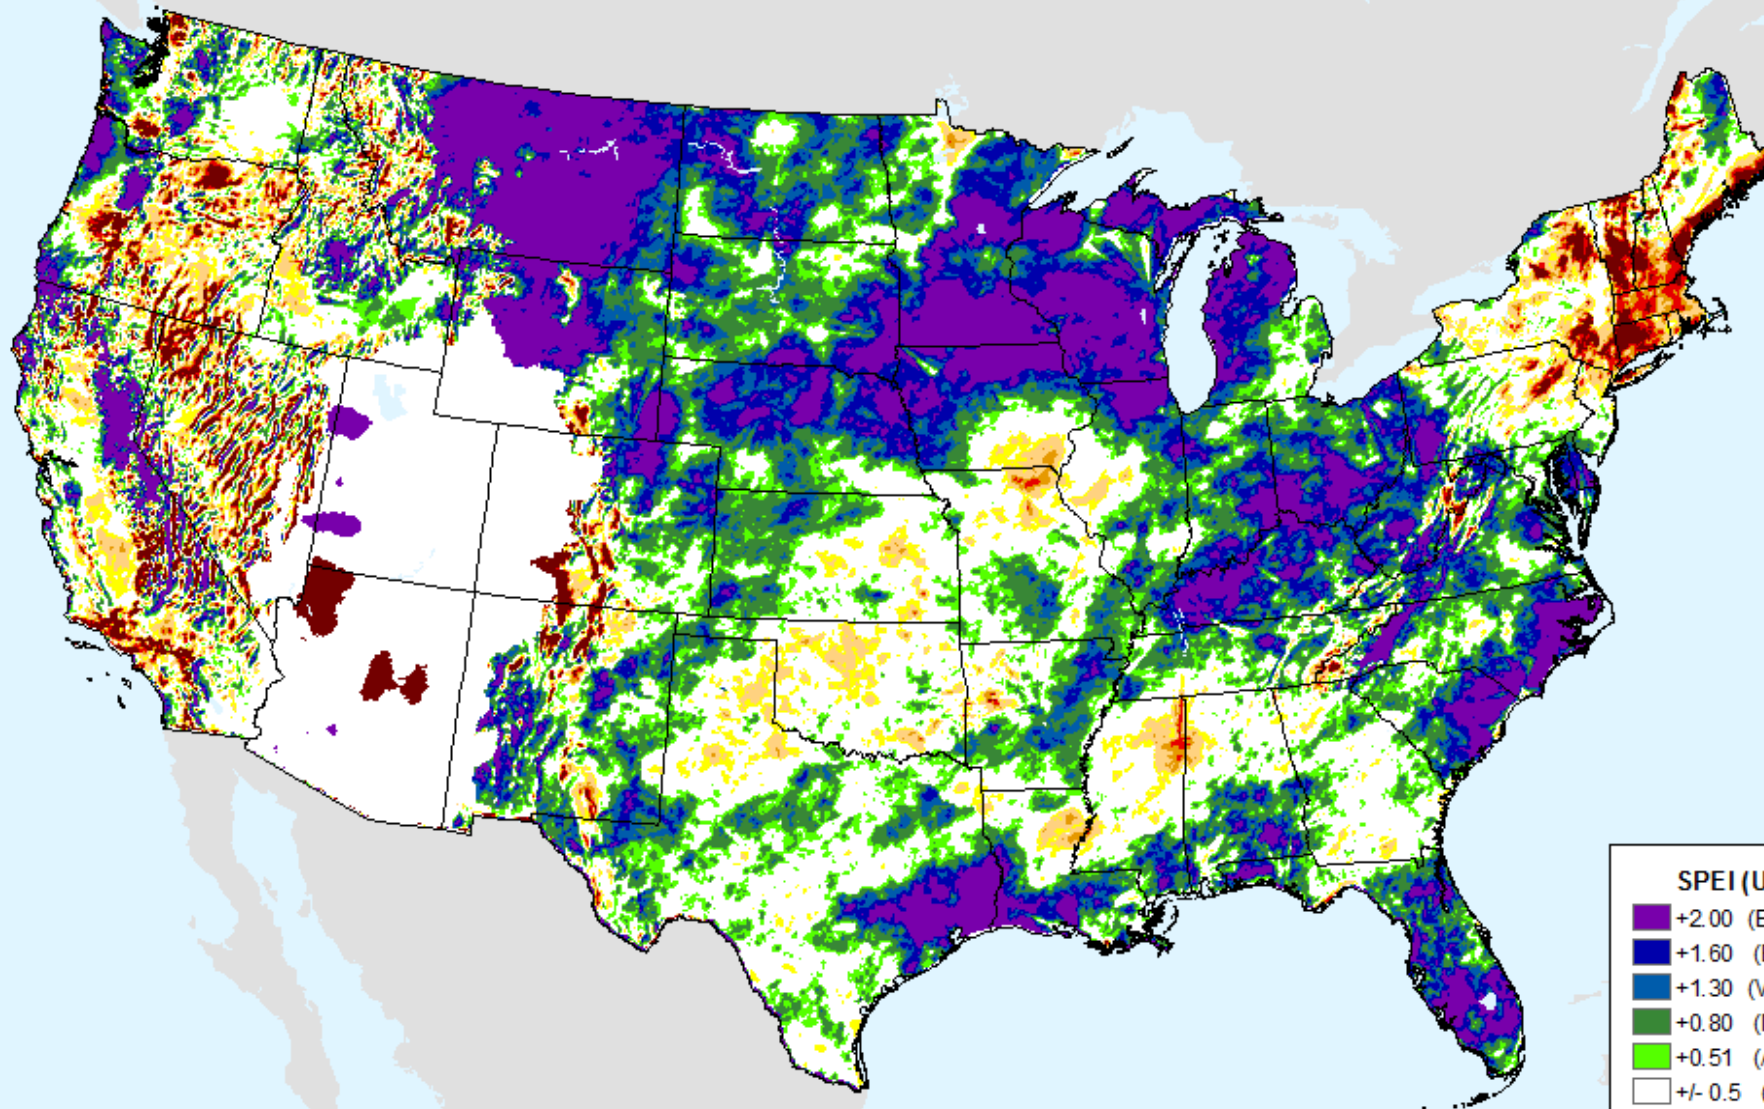 SPEI (U
+2.00 (E
+1.60 (
+1.30 (V
+0.80 (
+0.51 (
+/- 0.5 (